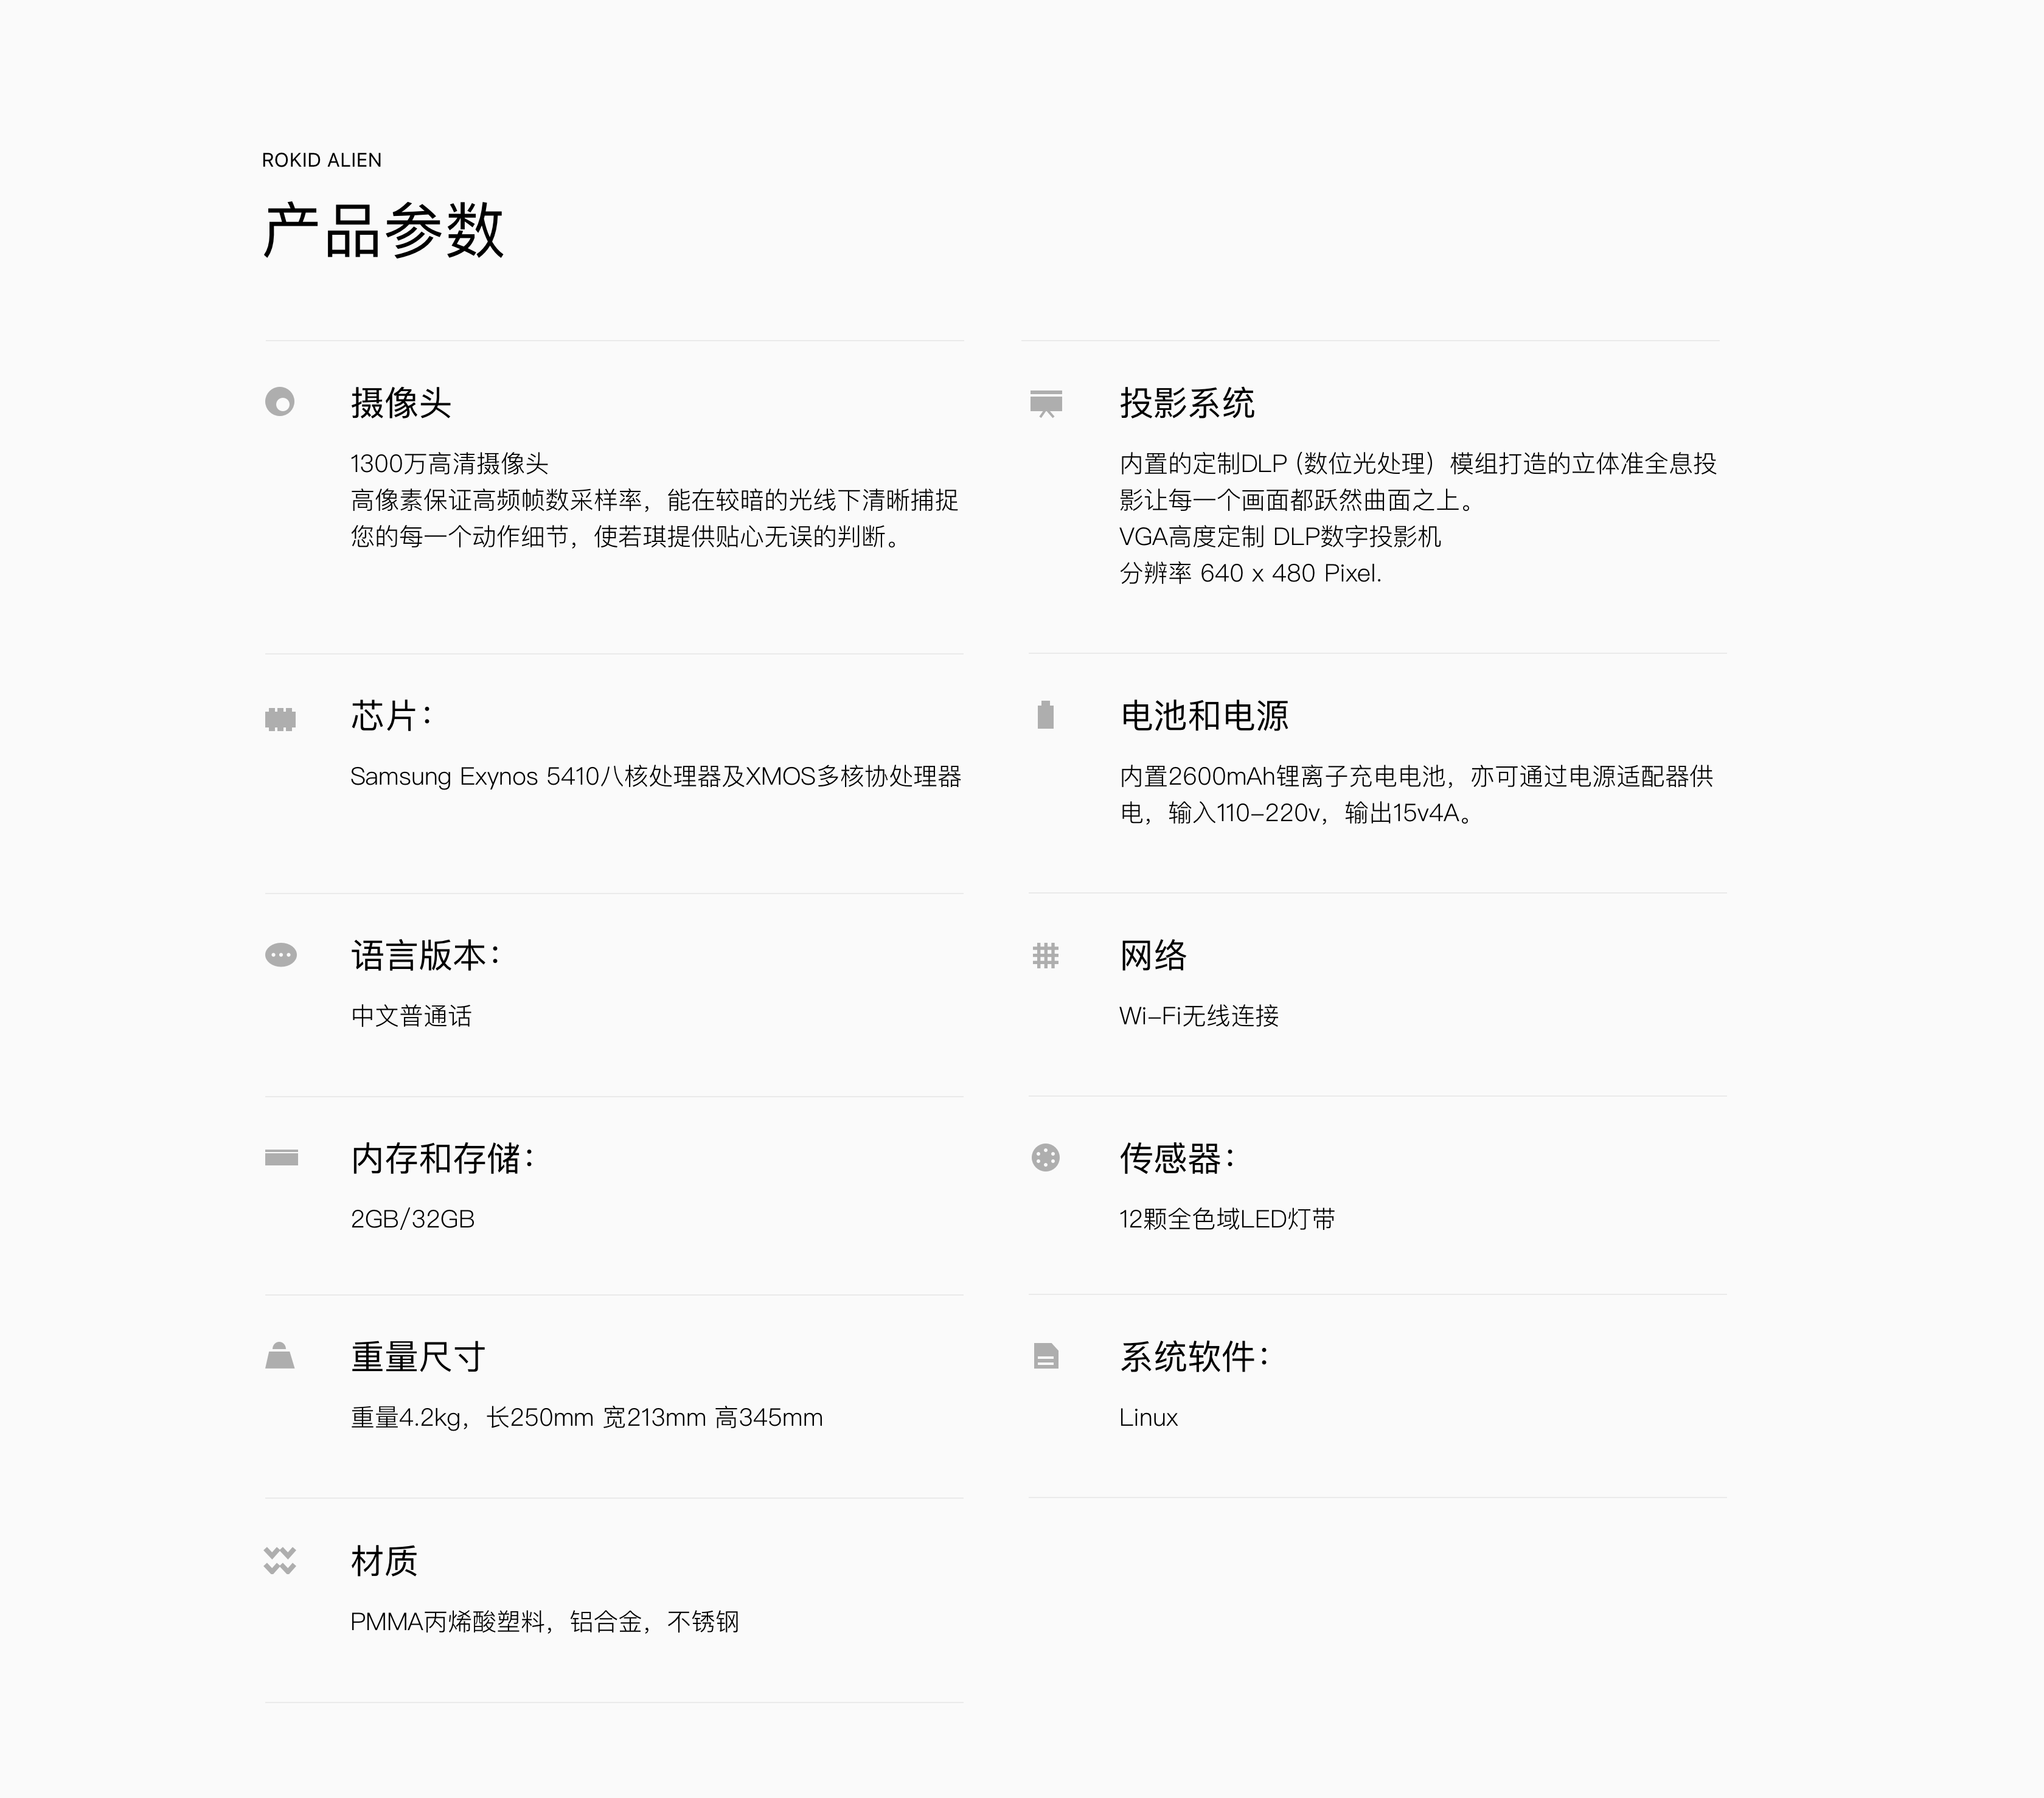 ROKID ALIEN
产品参数
摄像头
1300万高清摄像头
高像素保证高频帧数采样率，能在较暗的光线下清晰捕捉
您的每一个动作细节，使若琪提供贴心无误的判断。
投影系统
内置的定制DLP (数位光处理）模组打造的立体准全息投
影让每一个画面都跃然曲面之上。
VGA高度定制 DLP数字投影机
分辨率 640 x 480 Pixel.
芯片：
Samsung Exynos 5410八核处理器及XMOS多核协处理器
电池和电源
内置2600mAh锂离子充电电池，亦可通过电源适配器供
电，输入110-220v，输出15v4A。
语言版本：
中文普通话
网络
Wi-Fi无线连接
内存和存储：
2GB/32GB
传感器：
12颗全色域LED灯带
重量尺寸
重量4.2kg，长250mm 宽213mm 高345mm
系统软件：
Linux
材质
PMMA丙烯酸塑料，铝合金，不锈钢